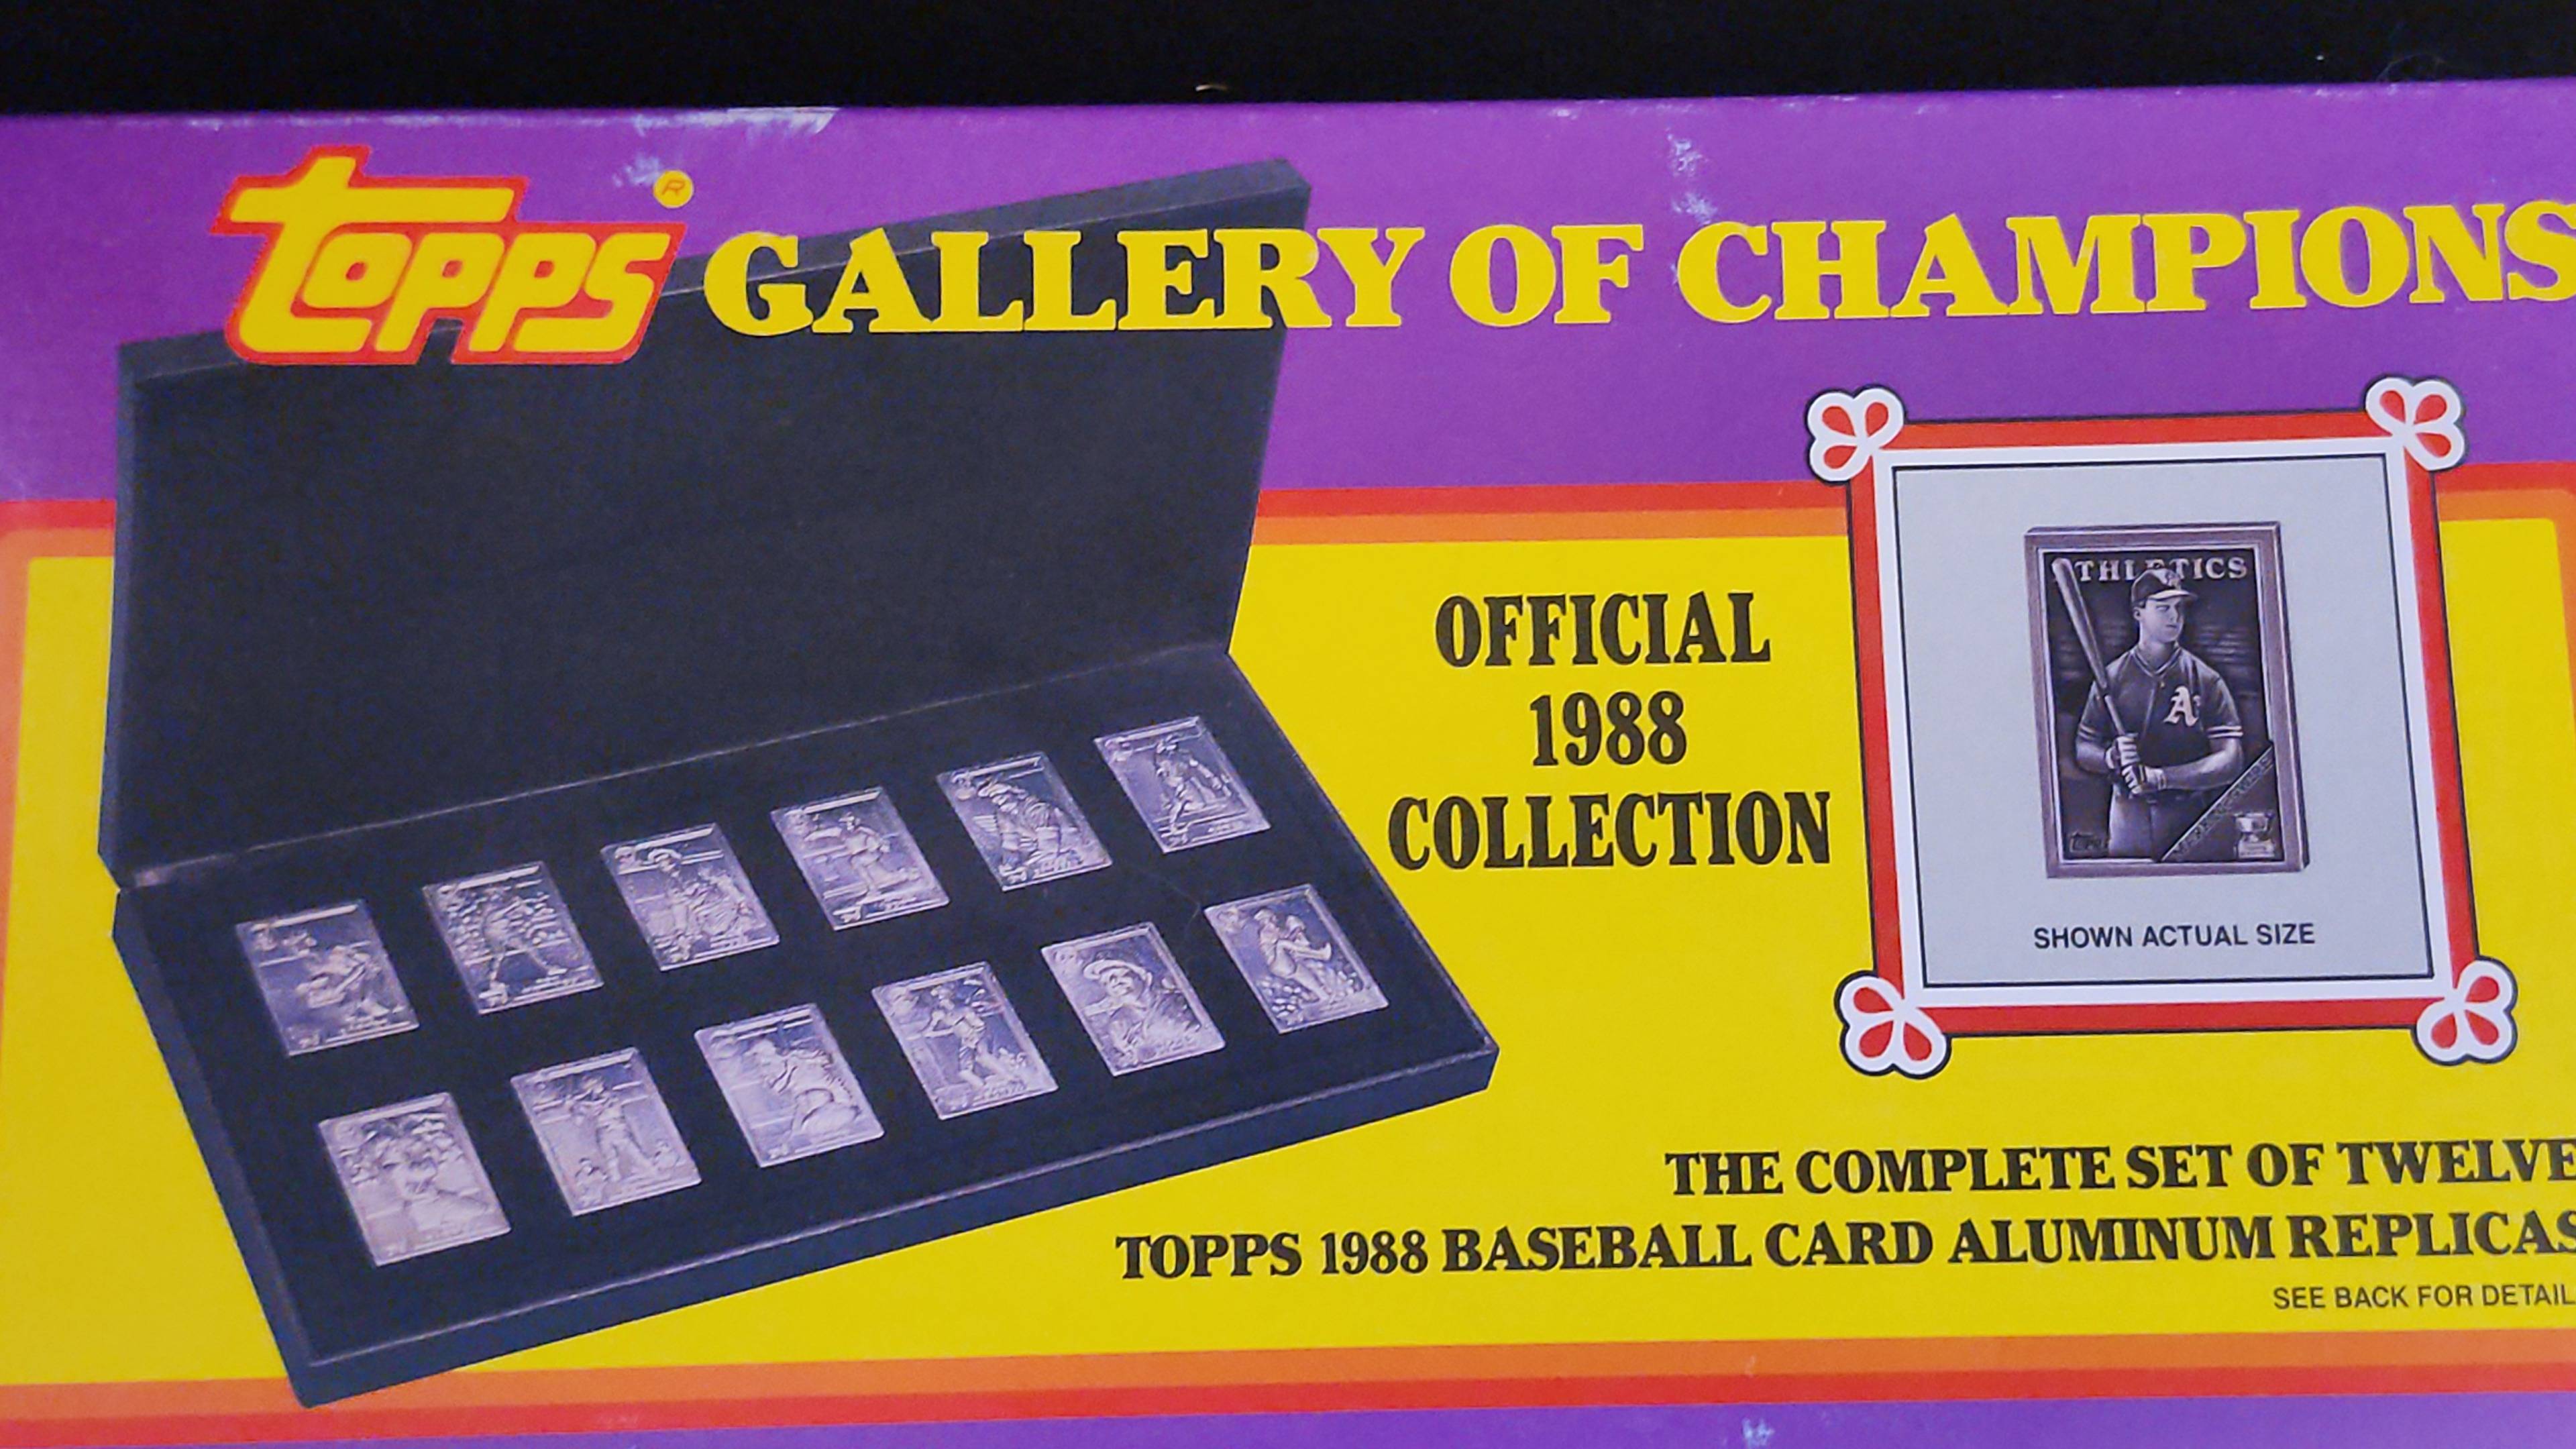 TOPPS ® GALLERY OF CHAMPIONS
OFFICIAL
1988
COLLECTION
ATHLETICS
A's
SHOWN ACTUAL SIZE
THE COMPLETE SET OF TWELVE
TOPPS 1988 BASEBALL CARD ALUMINUM REPLICAS
SEE BACK FOR DETAIL